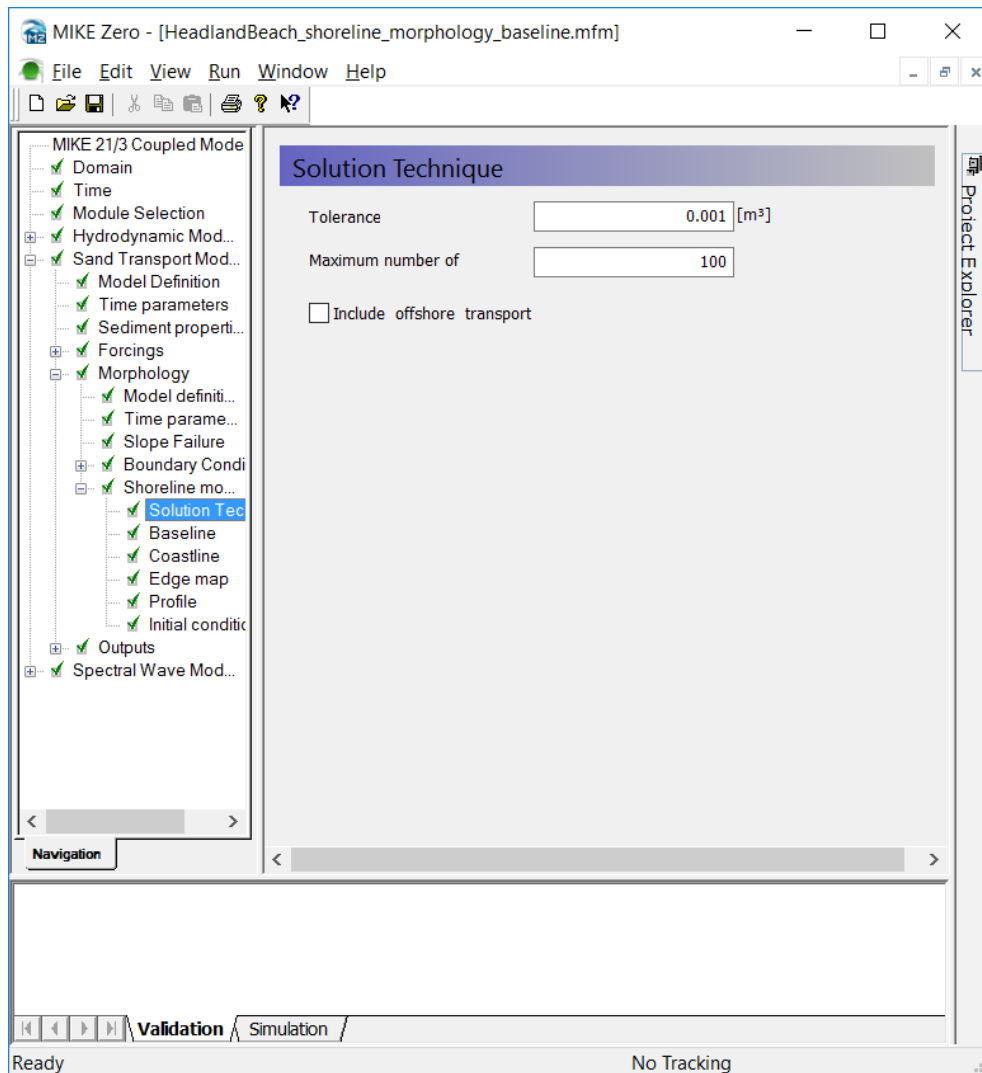 MIKE Zero - [HeadlandBeach_shoreline_morphology_baseline.mfm]
File Edit View Run Window Help
MIKE 21/3 Coupled Mode
Domain
Time
Module Selection
Hydrodynamic Mod...
Sand Transport Mod...
Model Definition
Time parameters
Sediment properti...
Forcings
Morphology
Model definiti...
Time parame...
Slope Failure
Boundary Condi
Shoreline mo...
Solution Tec
Baseline
Coastline
Edge map
Profile
Initial conditic
Outputs
Spectral Wave Mod...
Navigation
Solution Technique
Tolerance 0.001 [m³]
Maximum number of 100
Include offshore transport
Project Explorer
Validation Simulation
Ready No Tracking